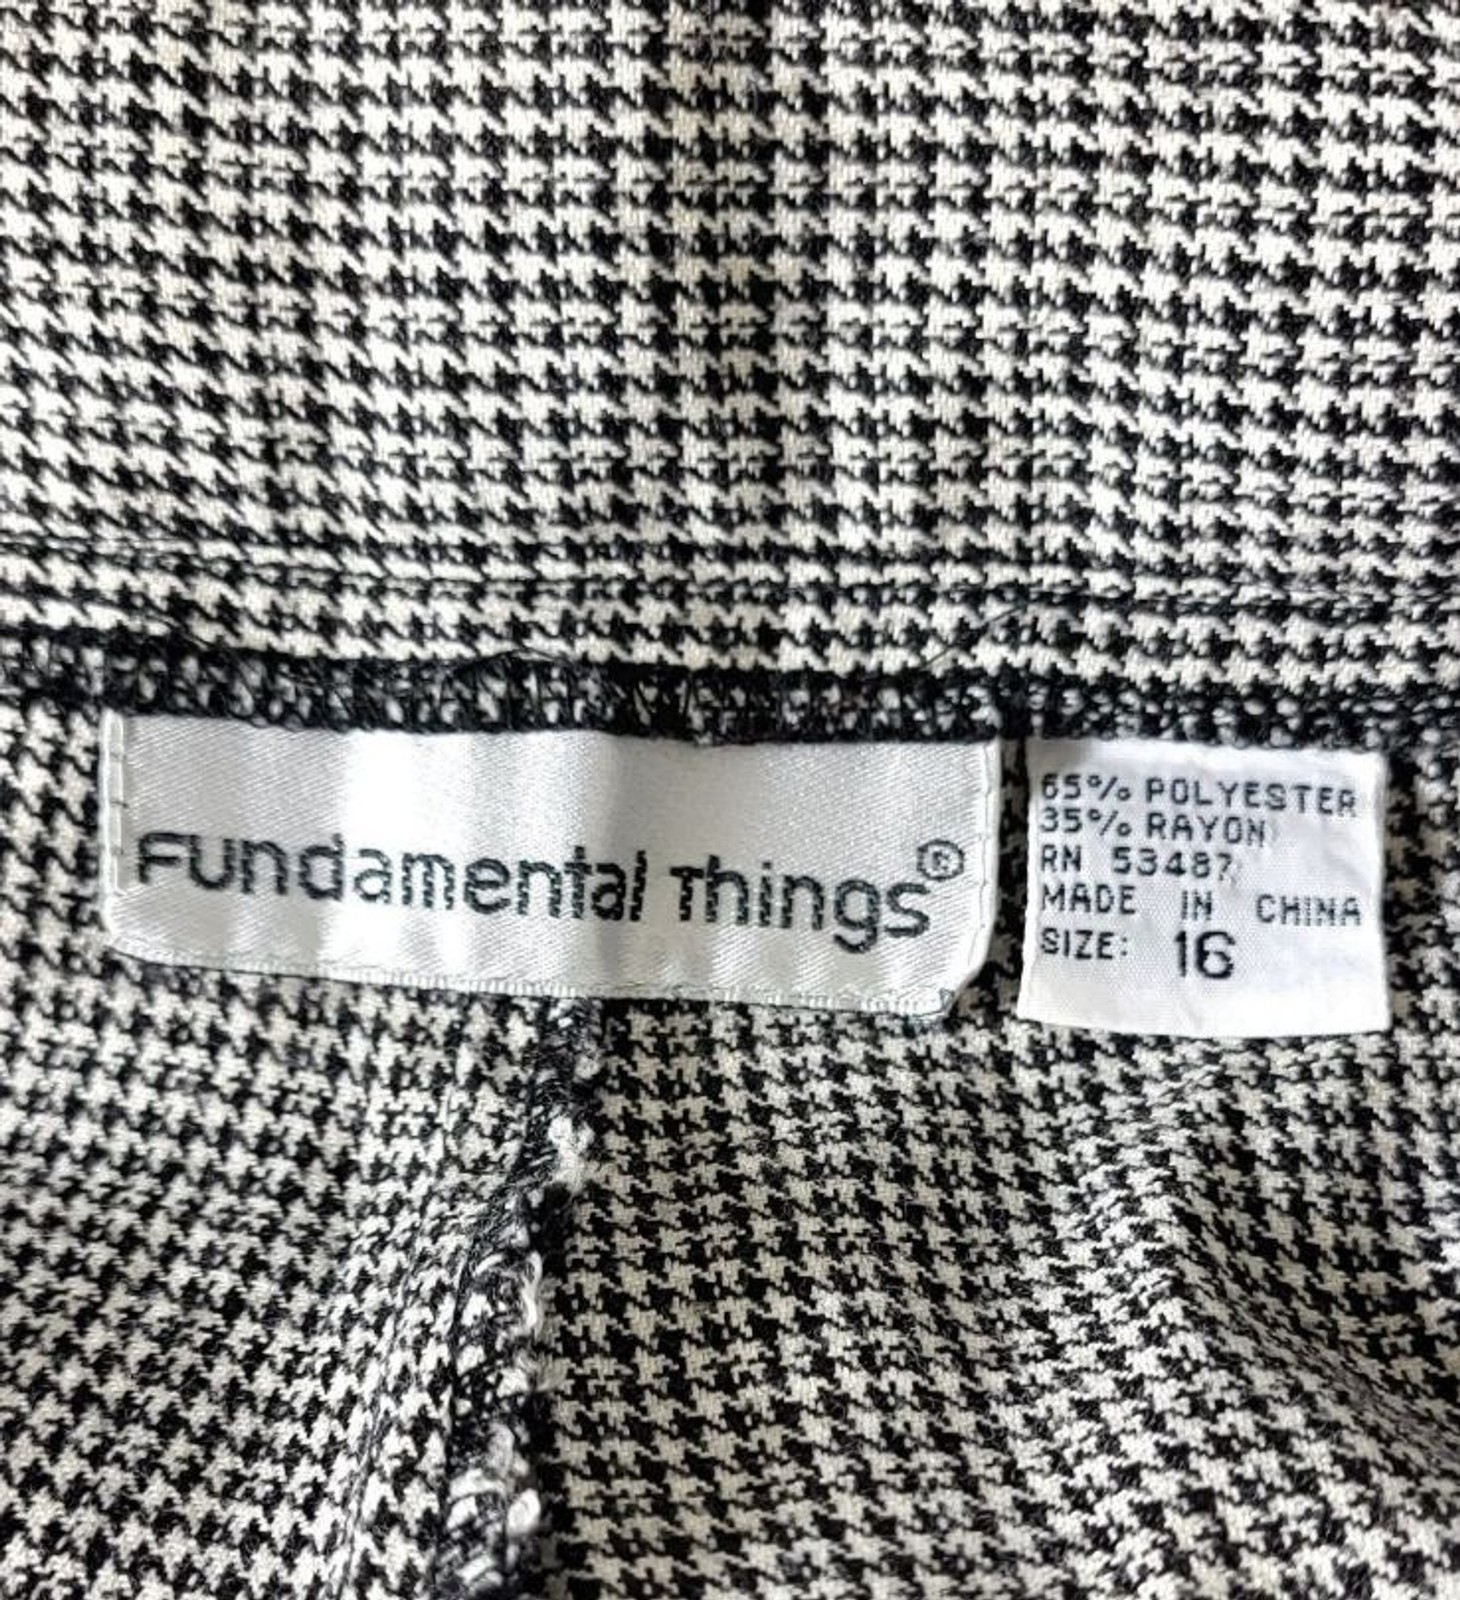 Fundamental Things®
65% POLYESTER
35% RAYON
RN 53487
MADE IN CHINA
SIZE: 16